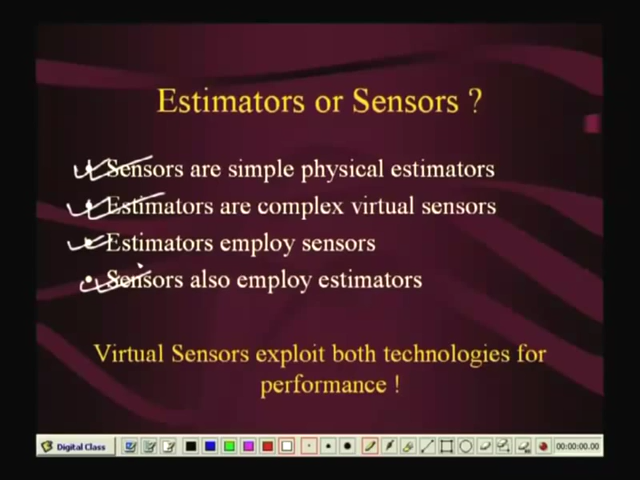 Estimators or Sensors ?
• Sensors are simple physical estimators
• Estimators are complex virtual sensors
• Estimators employ sensors
• Sensors also employ estimators
Virtual Sensors exploit both technologies for
performance !
Digital Class
00:00:00.00